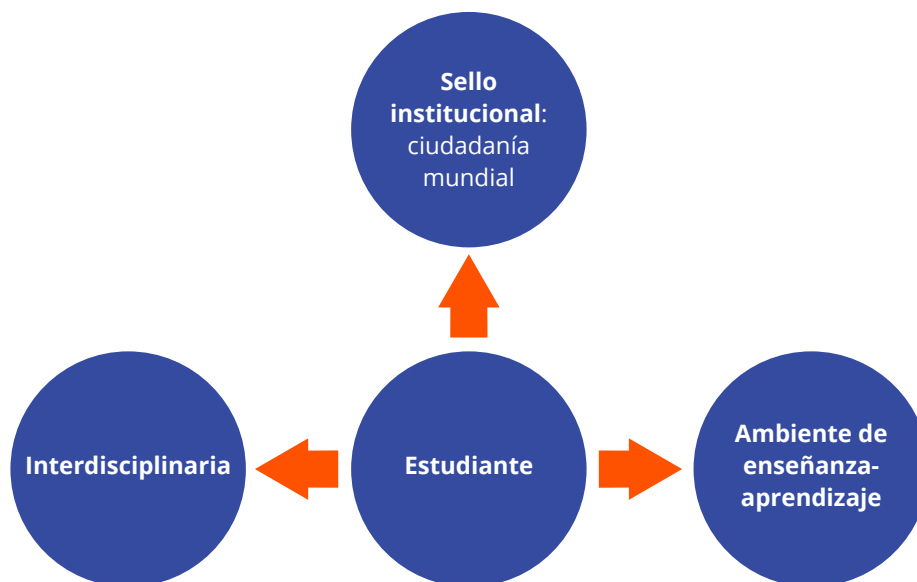 Sello
institucional:
ciudadanía
mundial
Interdisciplinaria
Estudiante
Ambiente de
enseñanza-
aprendizaje